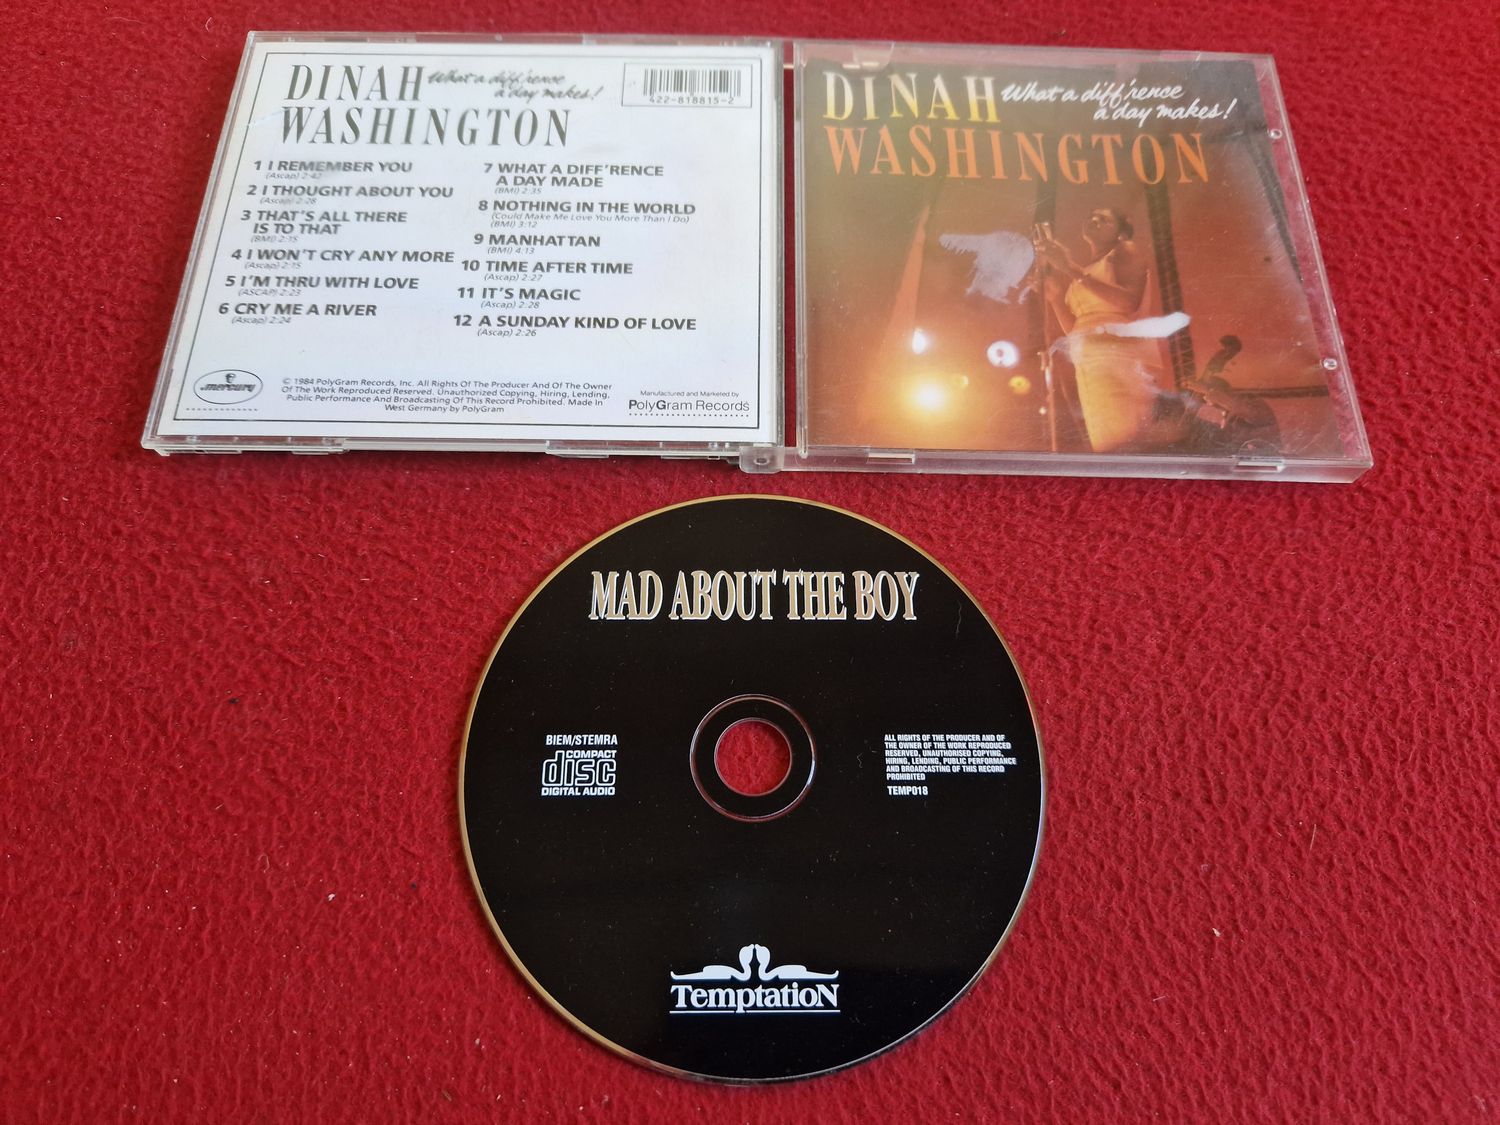 DINAH What a diff'rence
WASHINGTON a day makes!
422-818815-2
1 I REMEMBER YOU
(Ascap) 2:42
2 I THOUGHT ABOUT YOU
(Ascap) 2:28
3 THAT'S ALL THERE
IS TO THAT
(BMI) 2:15
4 I WON'T CRY ANY MORE
(Ascap) 2:15
5 I'M THRU WITH LOVE
(ASCAP) 2:23
6 CRY ME A RIVER
(Ascap) 2:24
7 WHAT A DIFF'RENCE
A DAY MADE
(BMI) 2:35
8 NOTHING IN THE WORLD
(Could Make Me Love You More Than I Do)
(BMI) 3:12
9 MANHATTAN
(BMI) 4:13
10 TIME AFTER TIME
(Ascap) 2:27
11 IT'S MAGIC
(Ascap) 2:28
12 A SUNDAY KIND OF LOVE
(Ascap) 2:26
mercury
© 1984 PolyGram Records, Inc. All Rights Of The Producer And Of The Owner
Of The Work Reproduced Reserved. Unauthorized Copying, Hiring, Lending,
Public Performance And Broadcasting Of This Record Prohibited. Made In
West Germany by PolyGram
Manufactured and Marketed by
PolyGram Records
DINAH What a diff'rence
WASHINGTON a day makes!
MAD ABOUT THE BOY
BIEM/STEMRA
COMPACT
disc
DIGITAL AUDIO
ALL RIGHTS OF THE PRODUCER AND OF
THE OWNER OF THE WORK REPRODUCED
RESERVED, UNAUTHORISED COPYING,
HIRING, LENDING, PUBLIC PERFORMANCE
AND BROADCASTING OF THIS RECORD
PROHIBITED
TEMP018
TemptatioN